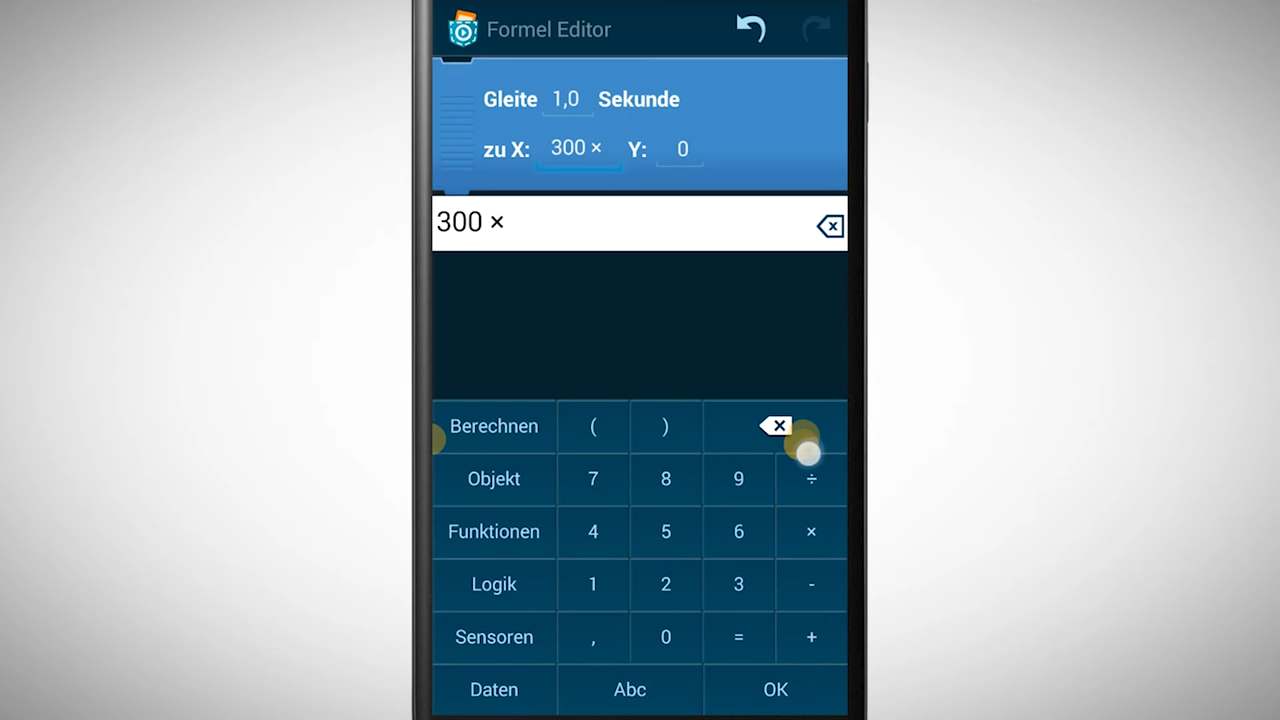 Formel Editor
Gleite 1,0 Sekunde
zu X: 300 × Y: 0
300 ×
Berechnen ( )
Objekt 7 8 9 ÷
Funktionen 4 5 6 ×
Logik 1 2 3 -
Sensoren , 0 = +
Daten Abc OK